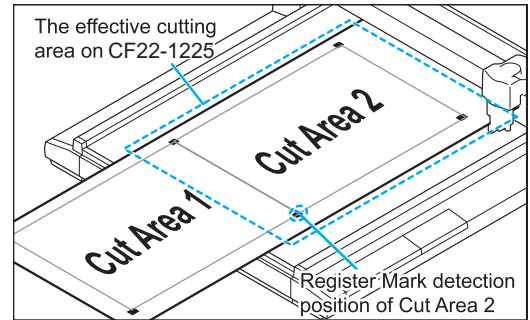 The effective cutting
area on CF22-1225
Cut Area 2
Cut Area 1
Register Mark detection
position of Cut Area 2